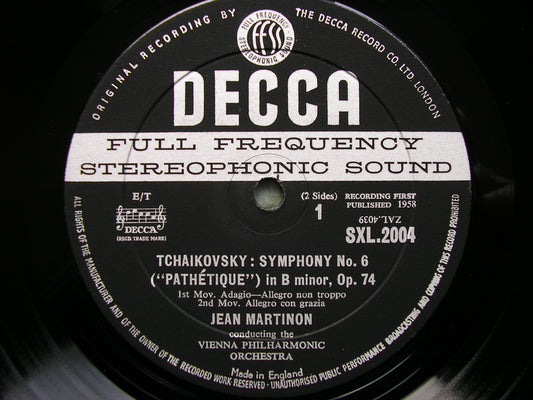 ORIGINAL RECORDING BY THE DECCA RECORD CO. LTD. LONDON
FULL FREQUENCY
STEREOPHONIC SOUND
FFSS
DECCA
FULL FREQUENCY
STEREOPHONIC SOUND
E/T
DECCA
(REGD. TRADE MARK)
(2 Sides)
1
RECORDING FIRST
PUBLISHED 1958
ZAL.4039
SXL.2004
TCHAIKOVSKY : SYMPHONY No. 6
("PATHÉTIQUE") in B minor, Op. 74
1st Mov. Adagio—Allegro non troppo
2nd Mov. Allegro con grazia
JEAN MARTINON
conducting the
VIENNA PHILHARMONIC
ORCHESTRA
Made in England
ALL RIGHTS OF THE MANUFACTURER AND OF THE OWNER OF THE RECORDED WORK RESERVED · UNAUTHORISED PUBLIC PERFORMANCE BROADCASTING AND COPYING OF THIS RECORD PROHIBITED